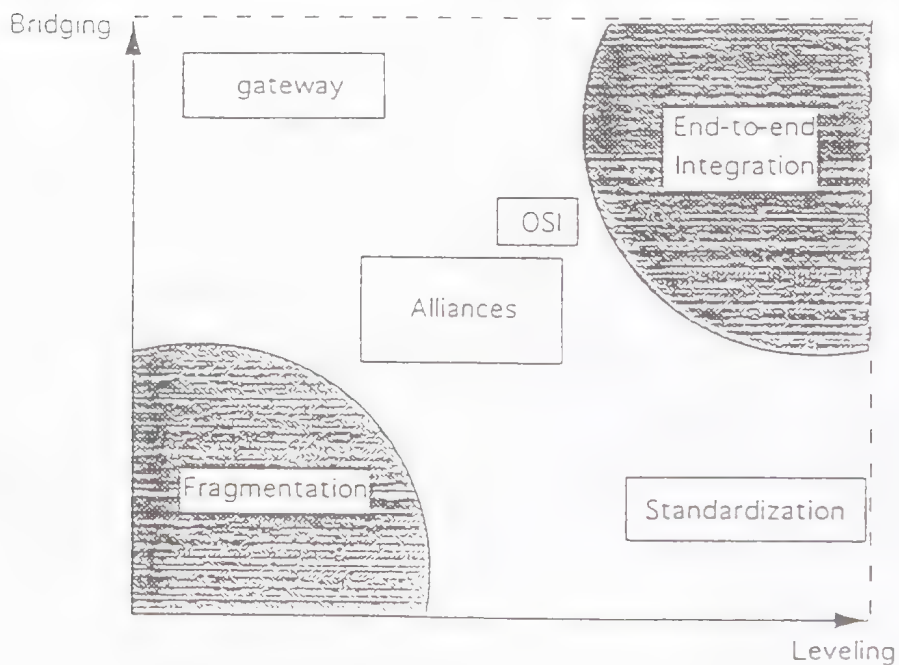 Bridging
gateway
End-to-end
Integration
OSI
Alliances
Fragmentation
Standardization
Leveling